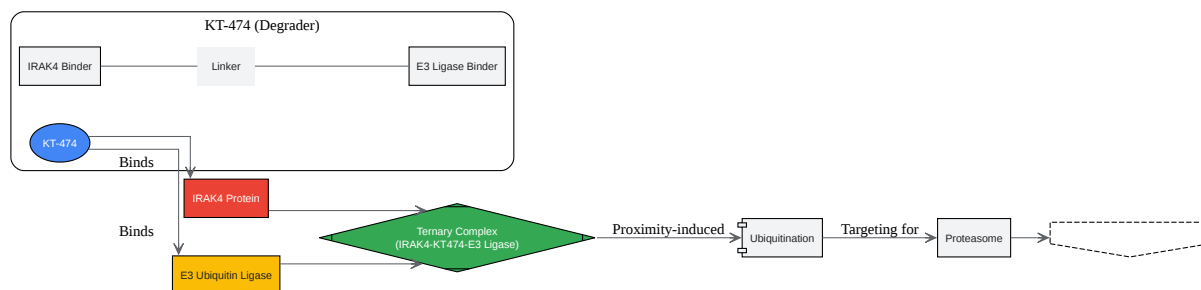 KT-474 (Degrader)
IRAK4 Binder
Linker
E3 Ligase Binder
KT-474
Binds
IRAK4 Protein
Binds
E3 Ubiquitin Ligase
Ternary Complex
(IRAK4-KT474-E3 Ligase)
Proximity-induced
Ubiquitination
Targeting for
Proteasome